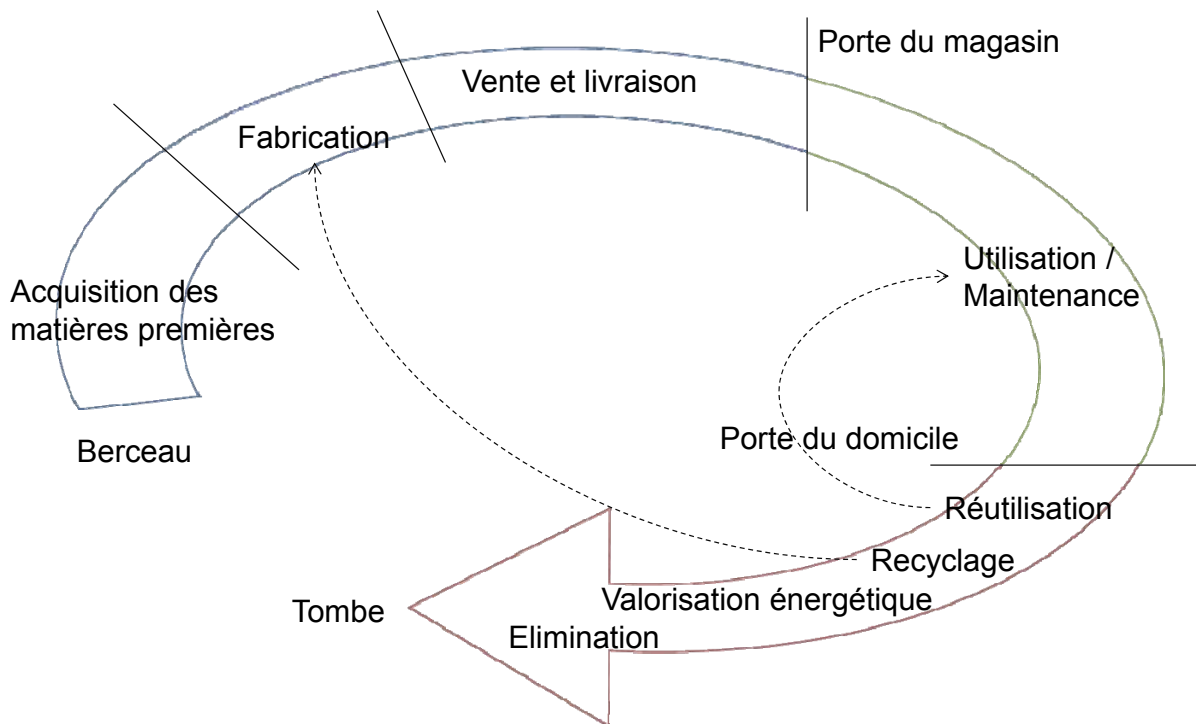 Porte du magasin
Vente et livraison
Fabrication
Utilisation /
Maintenance
Acquisition des
matières premières
Porte du domicile
Berceau
Réutilisation
Recyclage
Valorisation énergétique
Tombe
Elimination